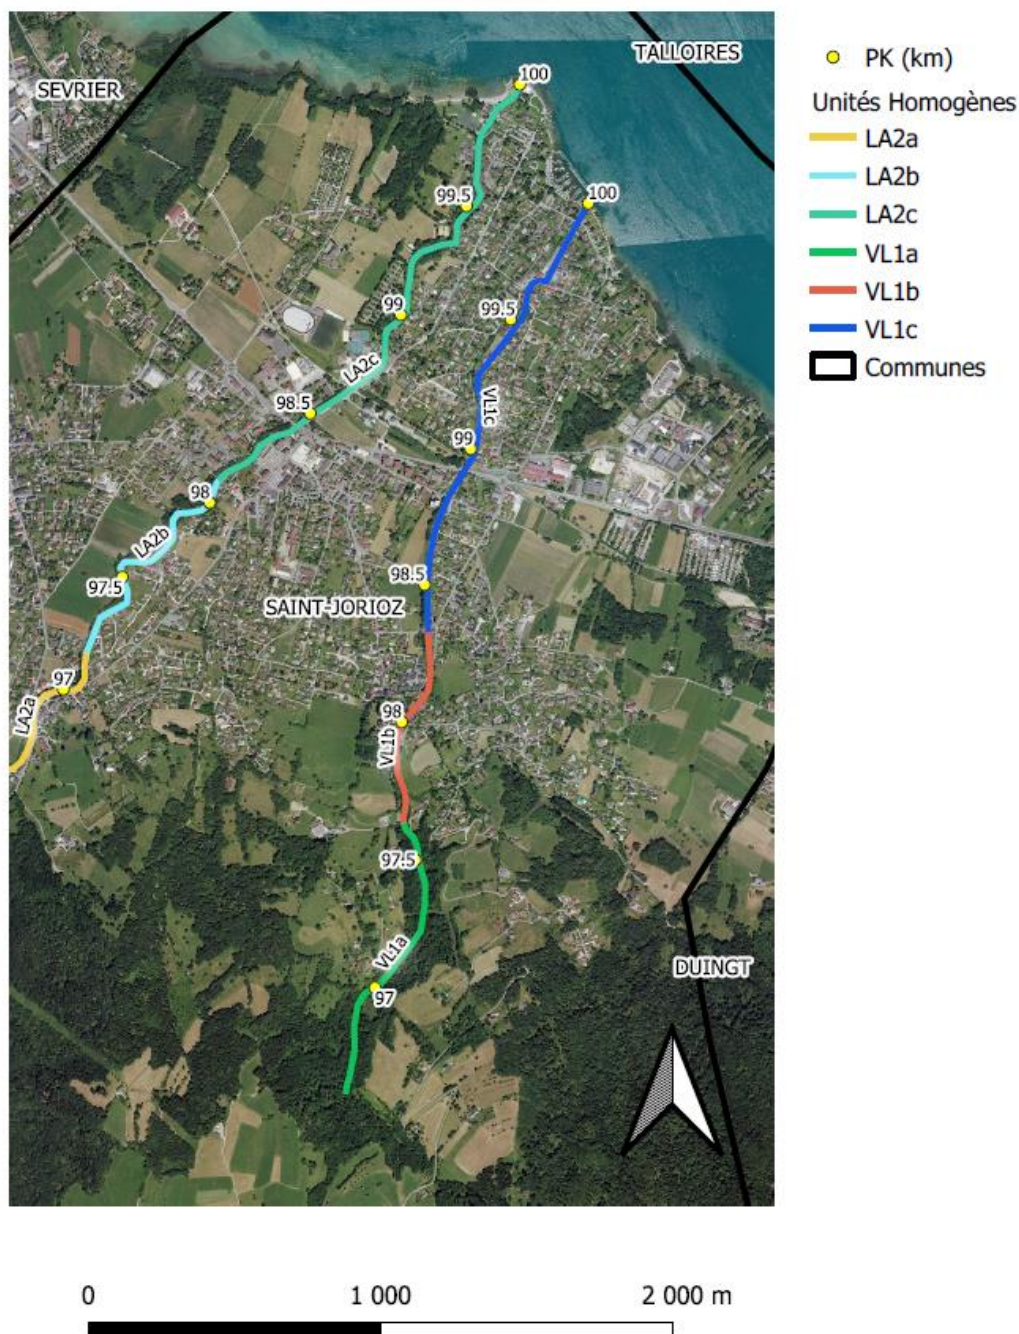 TALLOIRES
SEVRIER
100
99.5
100
99
99.5
LA2c
98.5
VL1c
99
98
LA2b
97.5
98.5
SAINT-JORIOZ
97
LA2a
98
VL1b
97.5
VL1a
DUINGT
97
PK (km)
Unités Homogènes
LA2a
LA2b
LA2c
VL1a
VL1b
VL1c
Communes
0 1 000 2 000 m